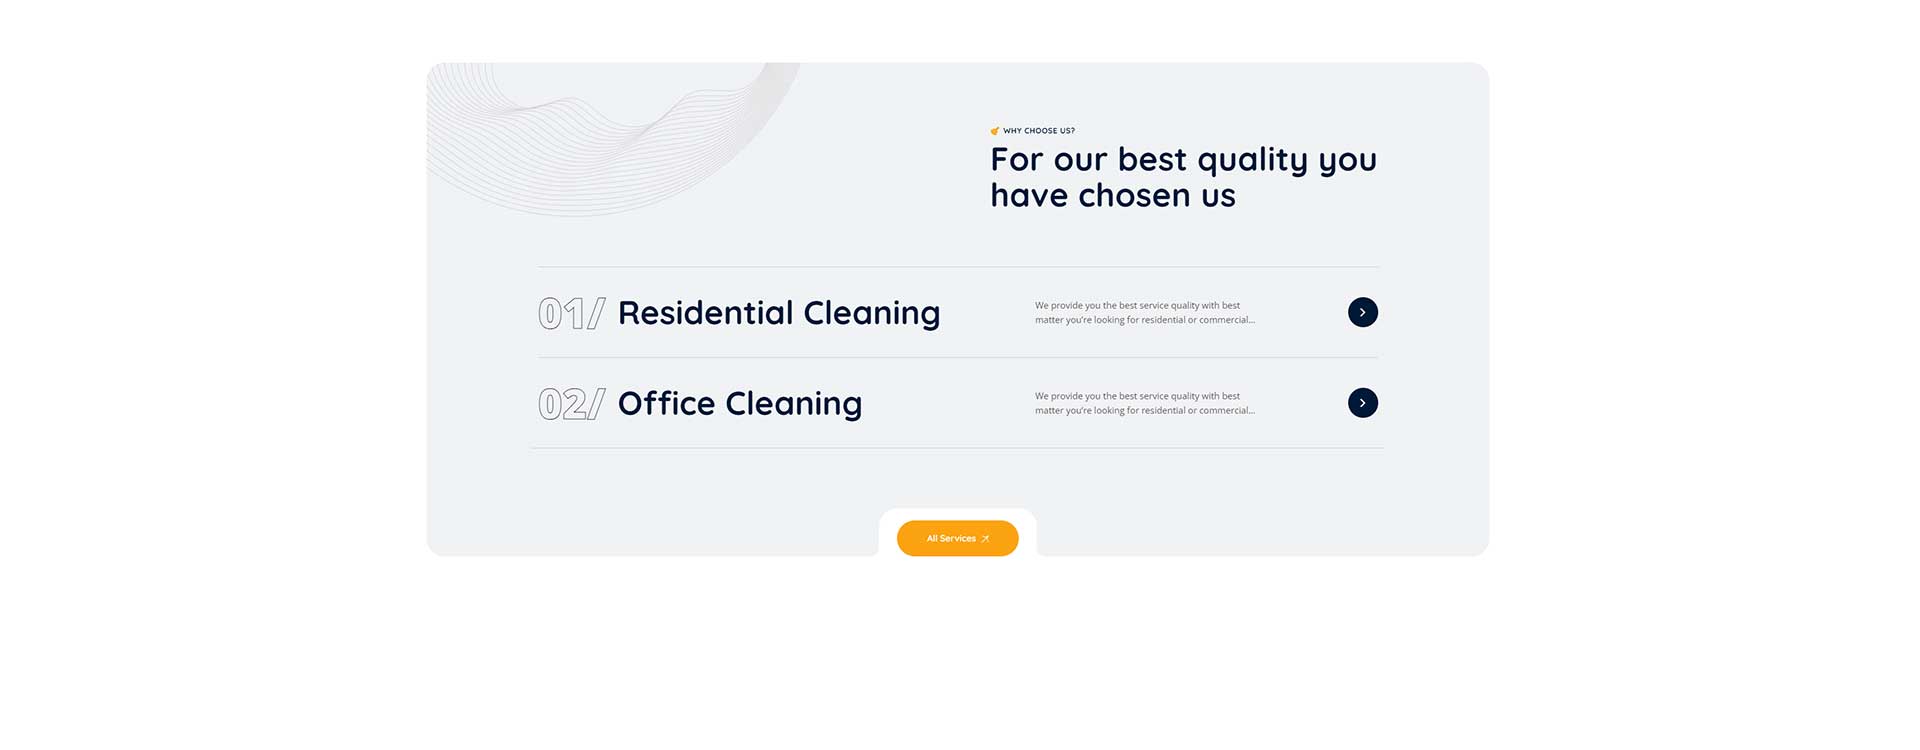 WHY CHOOSE US?
For our best quality you
have chosen us
01/ Residential Cleaning
We provide you the best service quality with best
matter you're looking for residential or commercial...
02/ Office Cleaning
We provide you the best service quality with best
matter you're looking for residential or commercial...
All Services